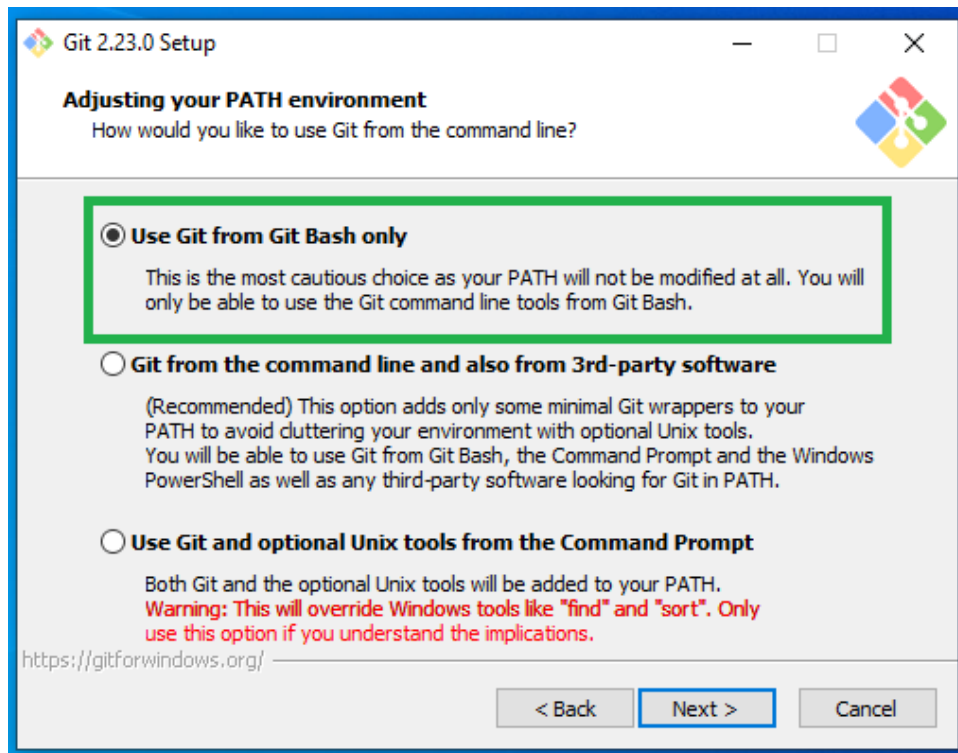 Git 2.23.0 Setup
Adjusting your PATH environment
How would you like to use Git from the command line?
Use Git from Git Bash only
This is the most cautious choice as your PATH will not be modified at all. You will
only be able to use the Git command line tools from Git Bash.
Git from the command line and also from 3rd-party software
(Recommended) This option adds only some minimal Git wrappers to your
PATH to avoid cluttering your environment with optional Unix tools.
You will be able to use Git from Git Bash, the Command Prompt and the Windows
PowerShell as well as any third-party software looking for Git in PATH.
Use Git and optional Unix tools from the Command Prompt
Both Git and the optional Unix tools will be added to your PATH.
Warning: This will override Windows tools like "find" and "sort". Only
use this option if you understand the implications.
https://gitforwindows.org/
< Back
Next >
Cancel